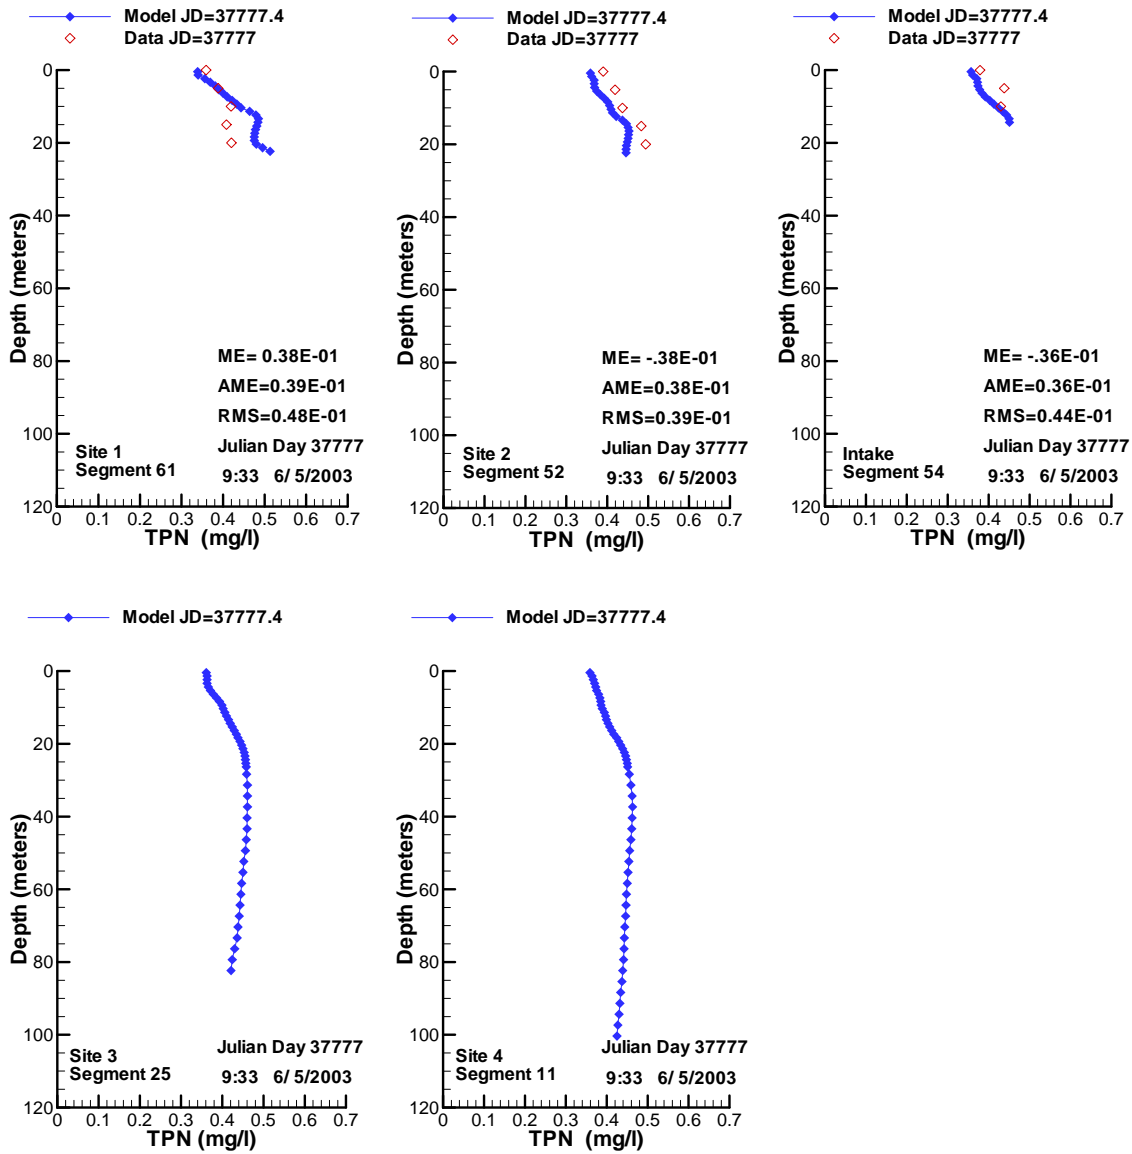 Model JD=37777.4
Data JD=37777
0
20
40
60
80
100
120
Depth (meters)
ME= 0.38E-01
AME=0.39E-01
RMS=0.48E-01
Site 1
Segment 61
Julian Day 37777
9:33 6/ 5/2003
0 0.1 0.2 0.3 0.4 0.5 0.6 0.7
TPN (mg/l)
Model JD=37777.4
Data JD=37777
0
20
40
60
80
100
120
Depth (meters)
ME= -.38E-01
AME=0.38E-01
RMS=0.39E-01
Site 2
Segment 52
Julian Day 37777
9:33 6/ 5/2003
0 0.1 0.2 0.3 0.4 0.5 0.6 0.7
TPN (mg/l)
Model JD=37777.4
Data JD=37777
0
20
40
60
80
100
120
Depth (meters)
ME= -.36E-01
AME=0.36E-01
RMS=0.44E-01
Intake
Segment 54
Julian Day 37777
9:33 6/ 5/2003
0 0.1 0.2 0.3 0.4 0.5 0.6 0.7
TPN (mg/l)
Model JD=37777.4
0
20
40
60
80
100
120
Depth (meters)
Site 3
Segment 25
Julian Day 37777
9:33 6/ 5/2003
0 0.1 0.2 0.3 0.4 0.5 0.6 0.7
TPN (mg/l)
Model JD=37777.4
0
20
40
60
80
100
120
Depth (meters)
Site 4
Segment 11
Julian Day 37777
9:33 6/ 5/2003
0 0.1 0.2 0.3 0.4 0.5 0.6 0.7
TPN (mg/l)